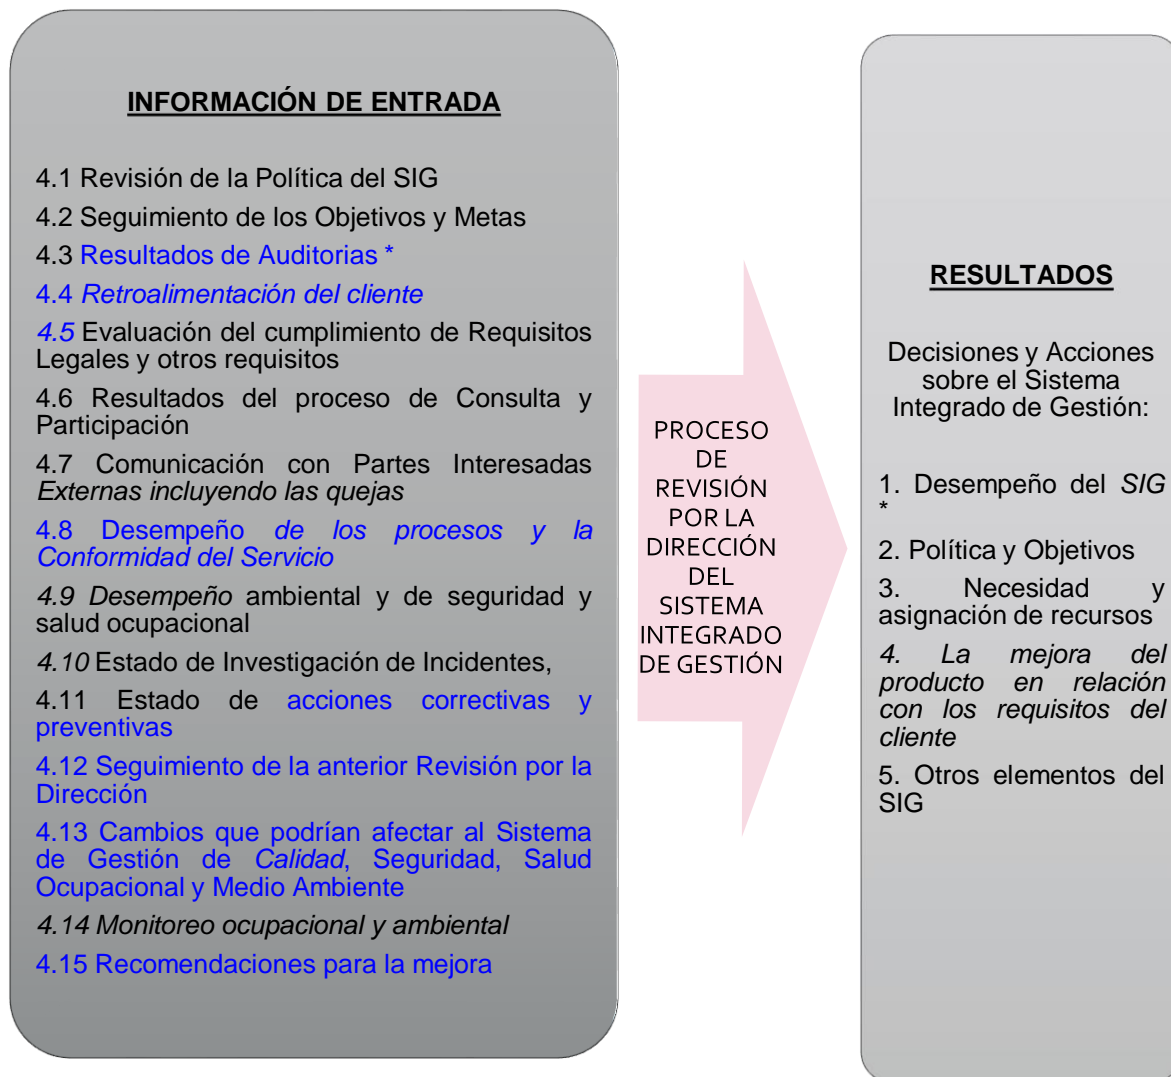 INFORMACIÓN DE ENTRADA
4.1 Revisión de la Política del SIG
4.2 Seguimiento de los Objetivos y Metas
4.3 Resultados de Auditorias *
4.4 Retroalimentación del cliente
4.5 Evaluación del cumplimiento de Requisitos
Legales y otros requisitos
4.6 Resultados del proceso de Consulta y
Participación
4.7 Comunicación con Partes Interesadas
Externas incluyendo las quejas
4.8 Desempeño de los procesos y la
Conformidad del Servicio
4.9 Desempeño ambiental y de seguridad y
salud ocupacional
4.10 Estado de Investigación de Incidentes,
4.11 Estado de acciones correctivas y
preventivas
4.12 Seguimiento de la anterior Revisión por la
Dirección
4.13 Cambios que podrían afectar al Sistema
de Gestión de Calidad, Seguridad, Salud
Ocupacional y Medio Ambiente
4.14 Monitoreo ocupacional y ambiental
4.15 Recomendaciones para la mejora
PROCESO
DE
REVISIÓN
POR LA
DIRECCIÓN
DEL
SISTEMA
INTEGRADO
DE GESTIÓN
RESULTADOS
Decisiones y Acciones
sobre el Sistema
Integrado de Gestión:
1. Desempeño del SIG
*
2. Política y Objetivos
3. Necesidad y
asignación de recursos
4. La mejora del
producto en relación
con los requisitos del
cliente
5. Otros elementos del
SIG